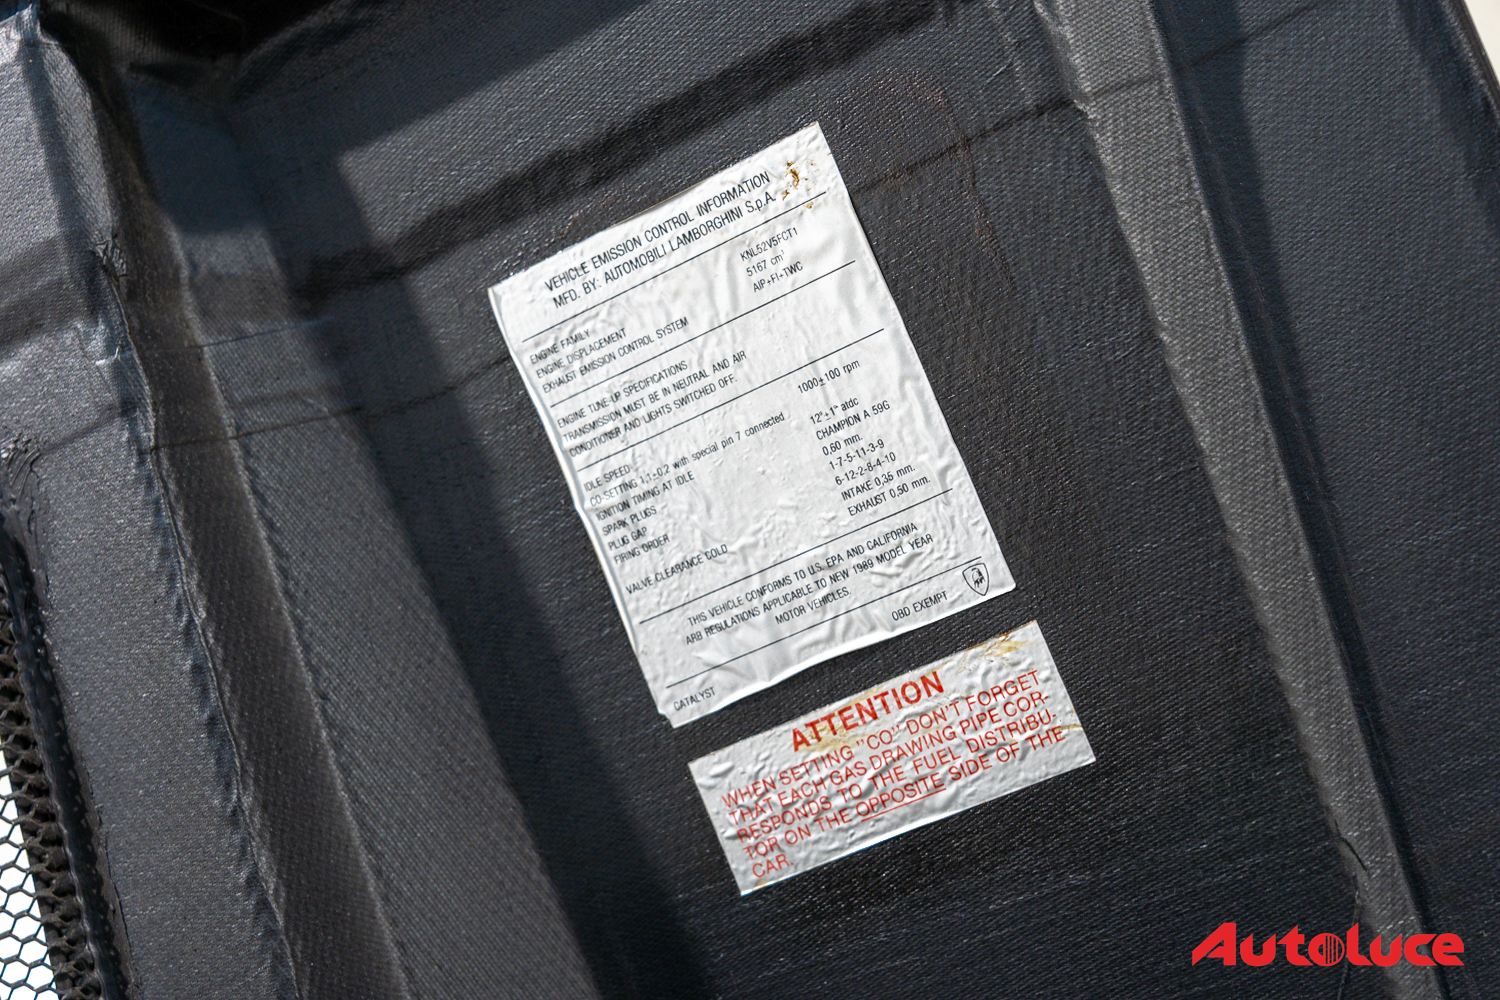 VEHICLE EMISSION CONTROL INFORMATION
MFD. BY: AUTOMOBILI LAMBORGHINI S.p.A.
ENGINE FAMILY KNL52V5FCT1
ENGINE DISPLACEMENT 5167 cm³
EXHAUST EMISSION CONTROL SYSTEM AIP+FI+TWC
ENGINE TUNE-UP SPECIFICATIONS
TRANSMISSION MUST BE IN NEUTRAL AND AIR
CONDITIONER AND LIGHTS SWITCHED OFF.
IDLE SPEED 1000±100 rpm
CO-SETTING 1,1±0.2 with special pin 7 connected
IGNITION TIMING AT IDLE 12°±1° atdc
SPARK PLUGS CHAMPION A 59G
PLUG GAP 0,60 mm.
FIRING ORDER 1-7-5-11-3-9
6-12-2-8-4-10
VALVE CLEARANCE COLD INTAKE 0,35 mm.
EXHAUST 0,50 mm.
THIS VEHICLE CONFORMS TO U.S. EPA AND CALIFORNIA
ARB REGULATIONS APPLICABLE TO NEW 1989 MODEL YEAR
MOTOR VEHICLES.
CATALYST OBD EXEMPT
ATTENTION
WHEN SETTING "CO" DON'T FORGET
THAT EACH GAS DRAWING PIPE COR-
RESPONDS TO THE FUEL DISTRIBU-
TOR ON THE OPPOSITE SIDE OF THE
CAR.
Autoluce